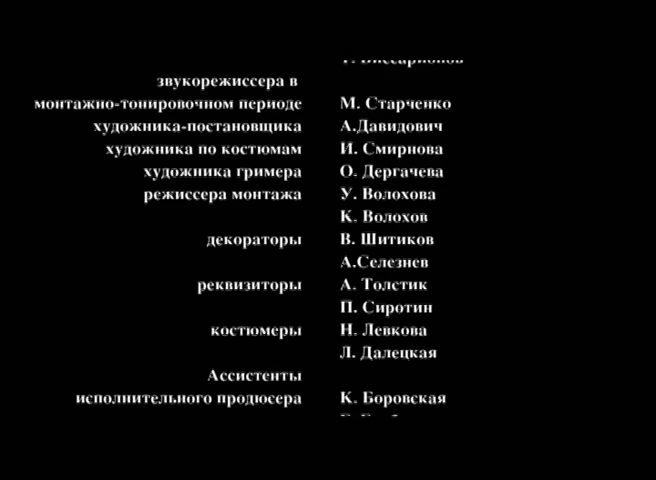 звукорежиссера в
монтажно-тонировочном периоде М. Старченко
художника-постановщика А.Давидович
художника по костюмам И. Смирнова
художника гримера О. Дергачева
режиссера монтажа У. Волохова
К. Волохов
декораторы В. Шитиков
А.Селезнев
реквизиторы А. Толстик
П. Сиротин
костюмеры Н. Левкова
Л. Далецкая
Ассистенты
исполнительного продюсера К. Боровская